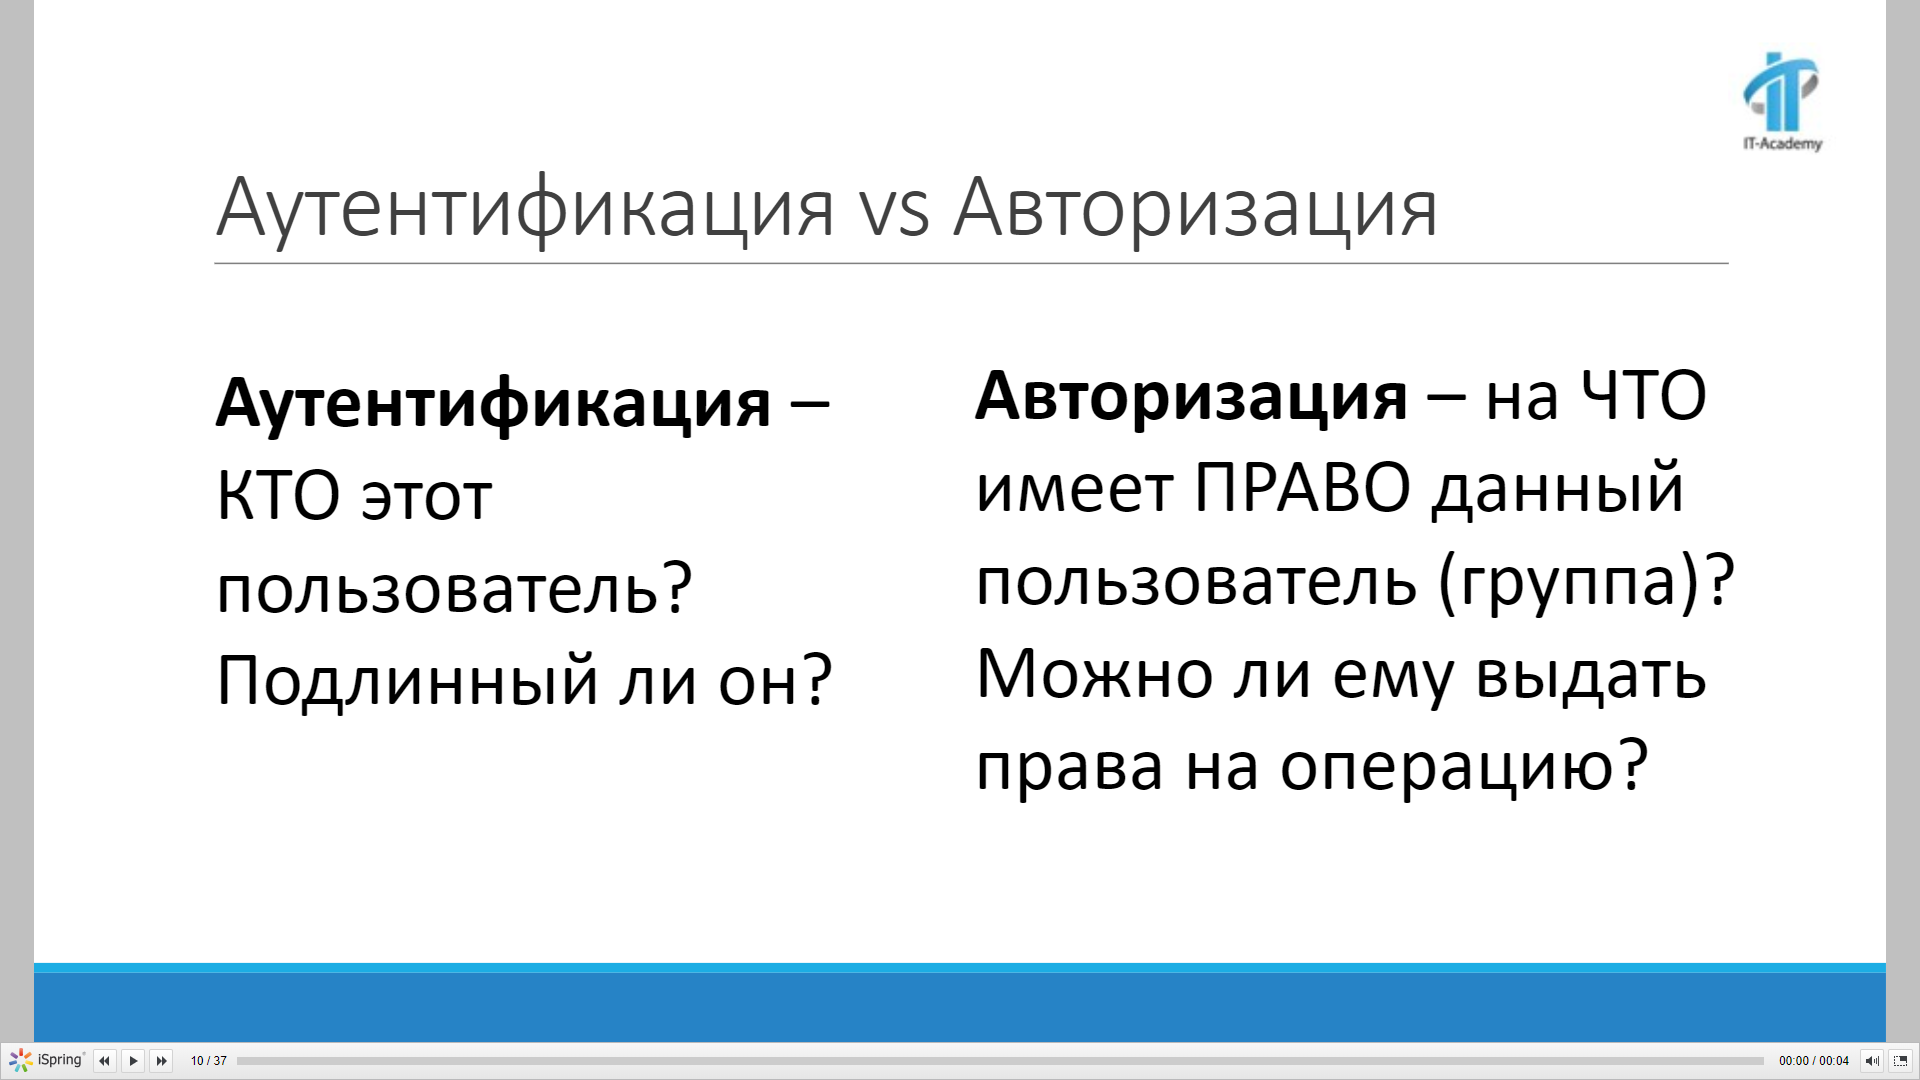 IT-Academy
Аутентификация vs Авторизация
Аутентификация –
КТО этот
пользователь?
Подлинный ли он?
Авторизация – на ЧТО
имеет ПРАВО данный
пользователь (группа)?
Можно ли ему выдать
права на операцию?
iSpring
10 / 37
00:00 / 00:04